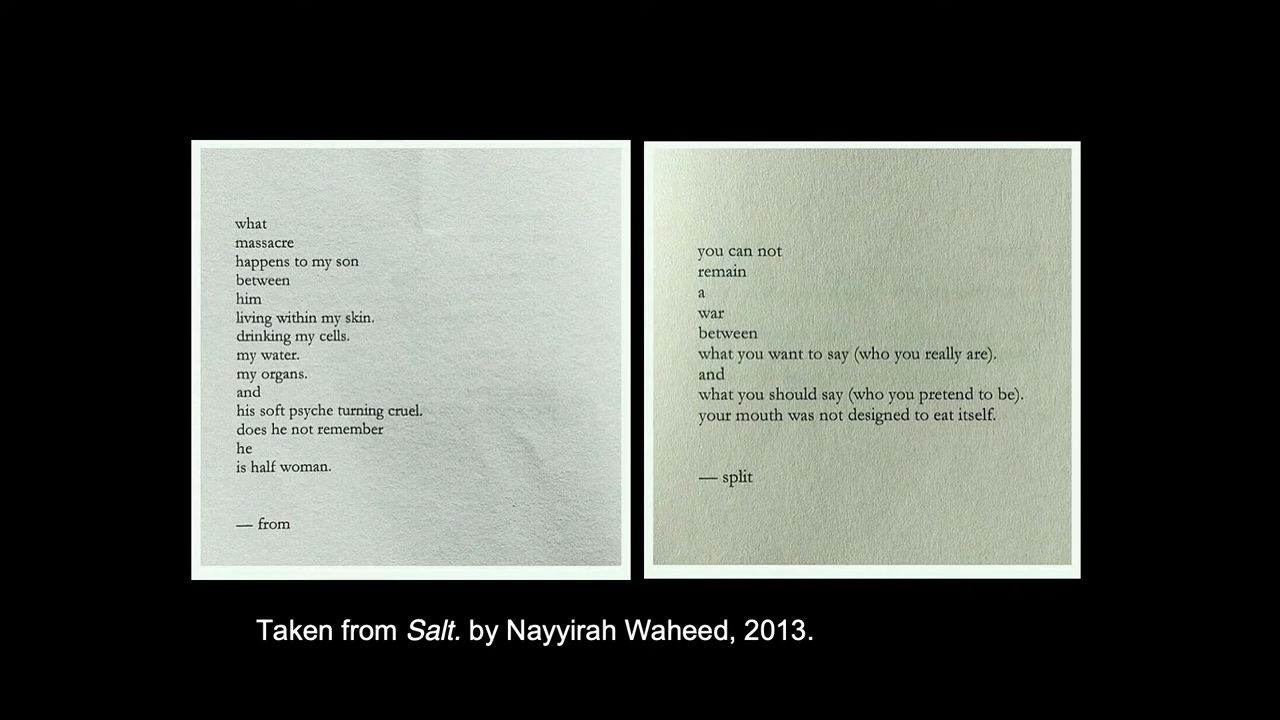 what
massacre
happens to my son
between
him
living within my skin.
drinking my cells.
my water.
my organs.
and
his soft psyche turning cruel.
does he not remember
he
is half woman.
— from
you can not
remain
a
war
between
what you want to say (who you really are).
and
what you should say (who you pretend to be).
your mouth was not designed to eat itself.
— split
Taken from Salt. by Nayyirah Waheed, 2013.